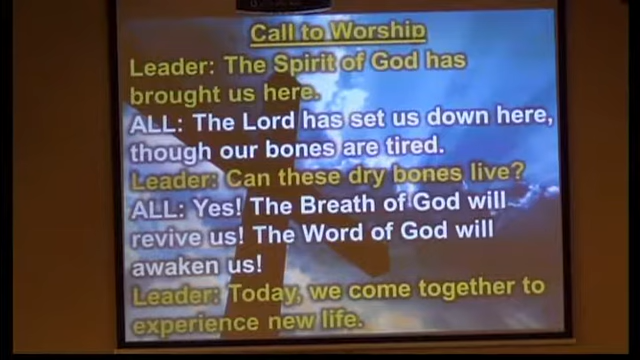 Call to Worship
Leader: The Spirit of God has
brought us here.
ALL: The Lord has set us down here,
though our bones are tired.
Leader: Can these dry bones live?
ALL: Yes! The Breath of God will
revive us! The Word of God will
awaken us!
Leader: Today, we come together to
experience new life.